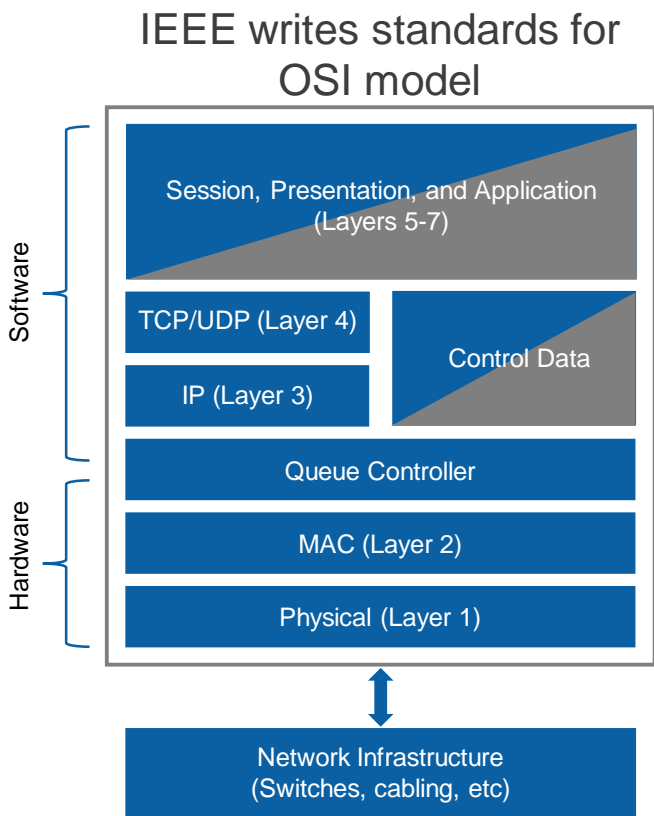 IEEE writes standards for
OSI model
Software
Session, Presentation, and Application
(Layers 5-7)
TCP/UDP (Layer 4)
Control Data
IP (Layer 3)
Queue Controller
Hardware
MAC (Layer 2)
Physical (Layer 1)
Network Infrastructure
(Switches, cabling, etc)